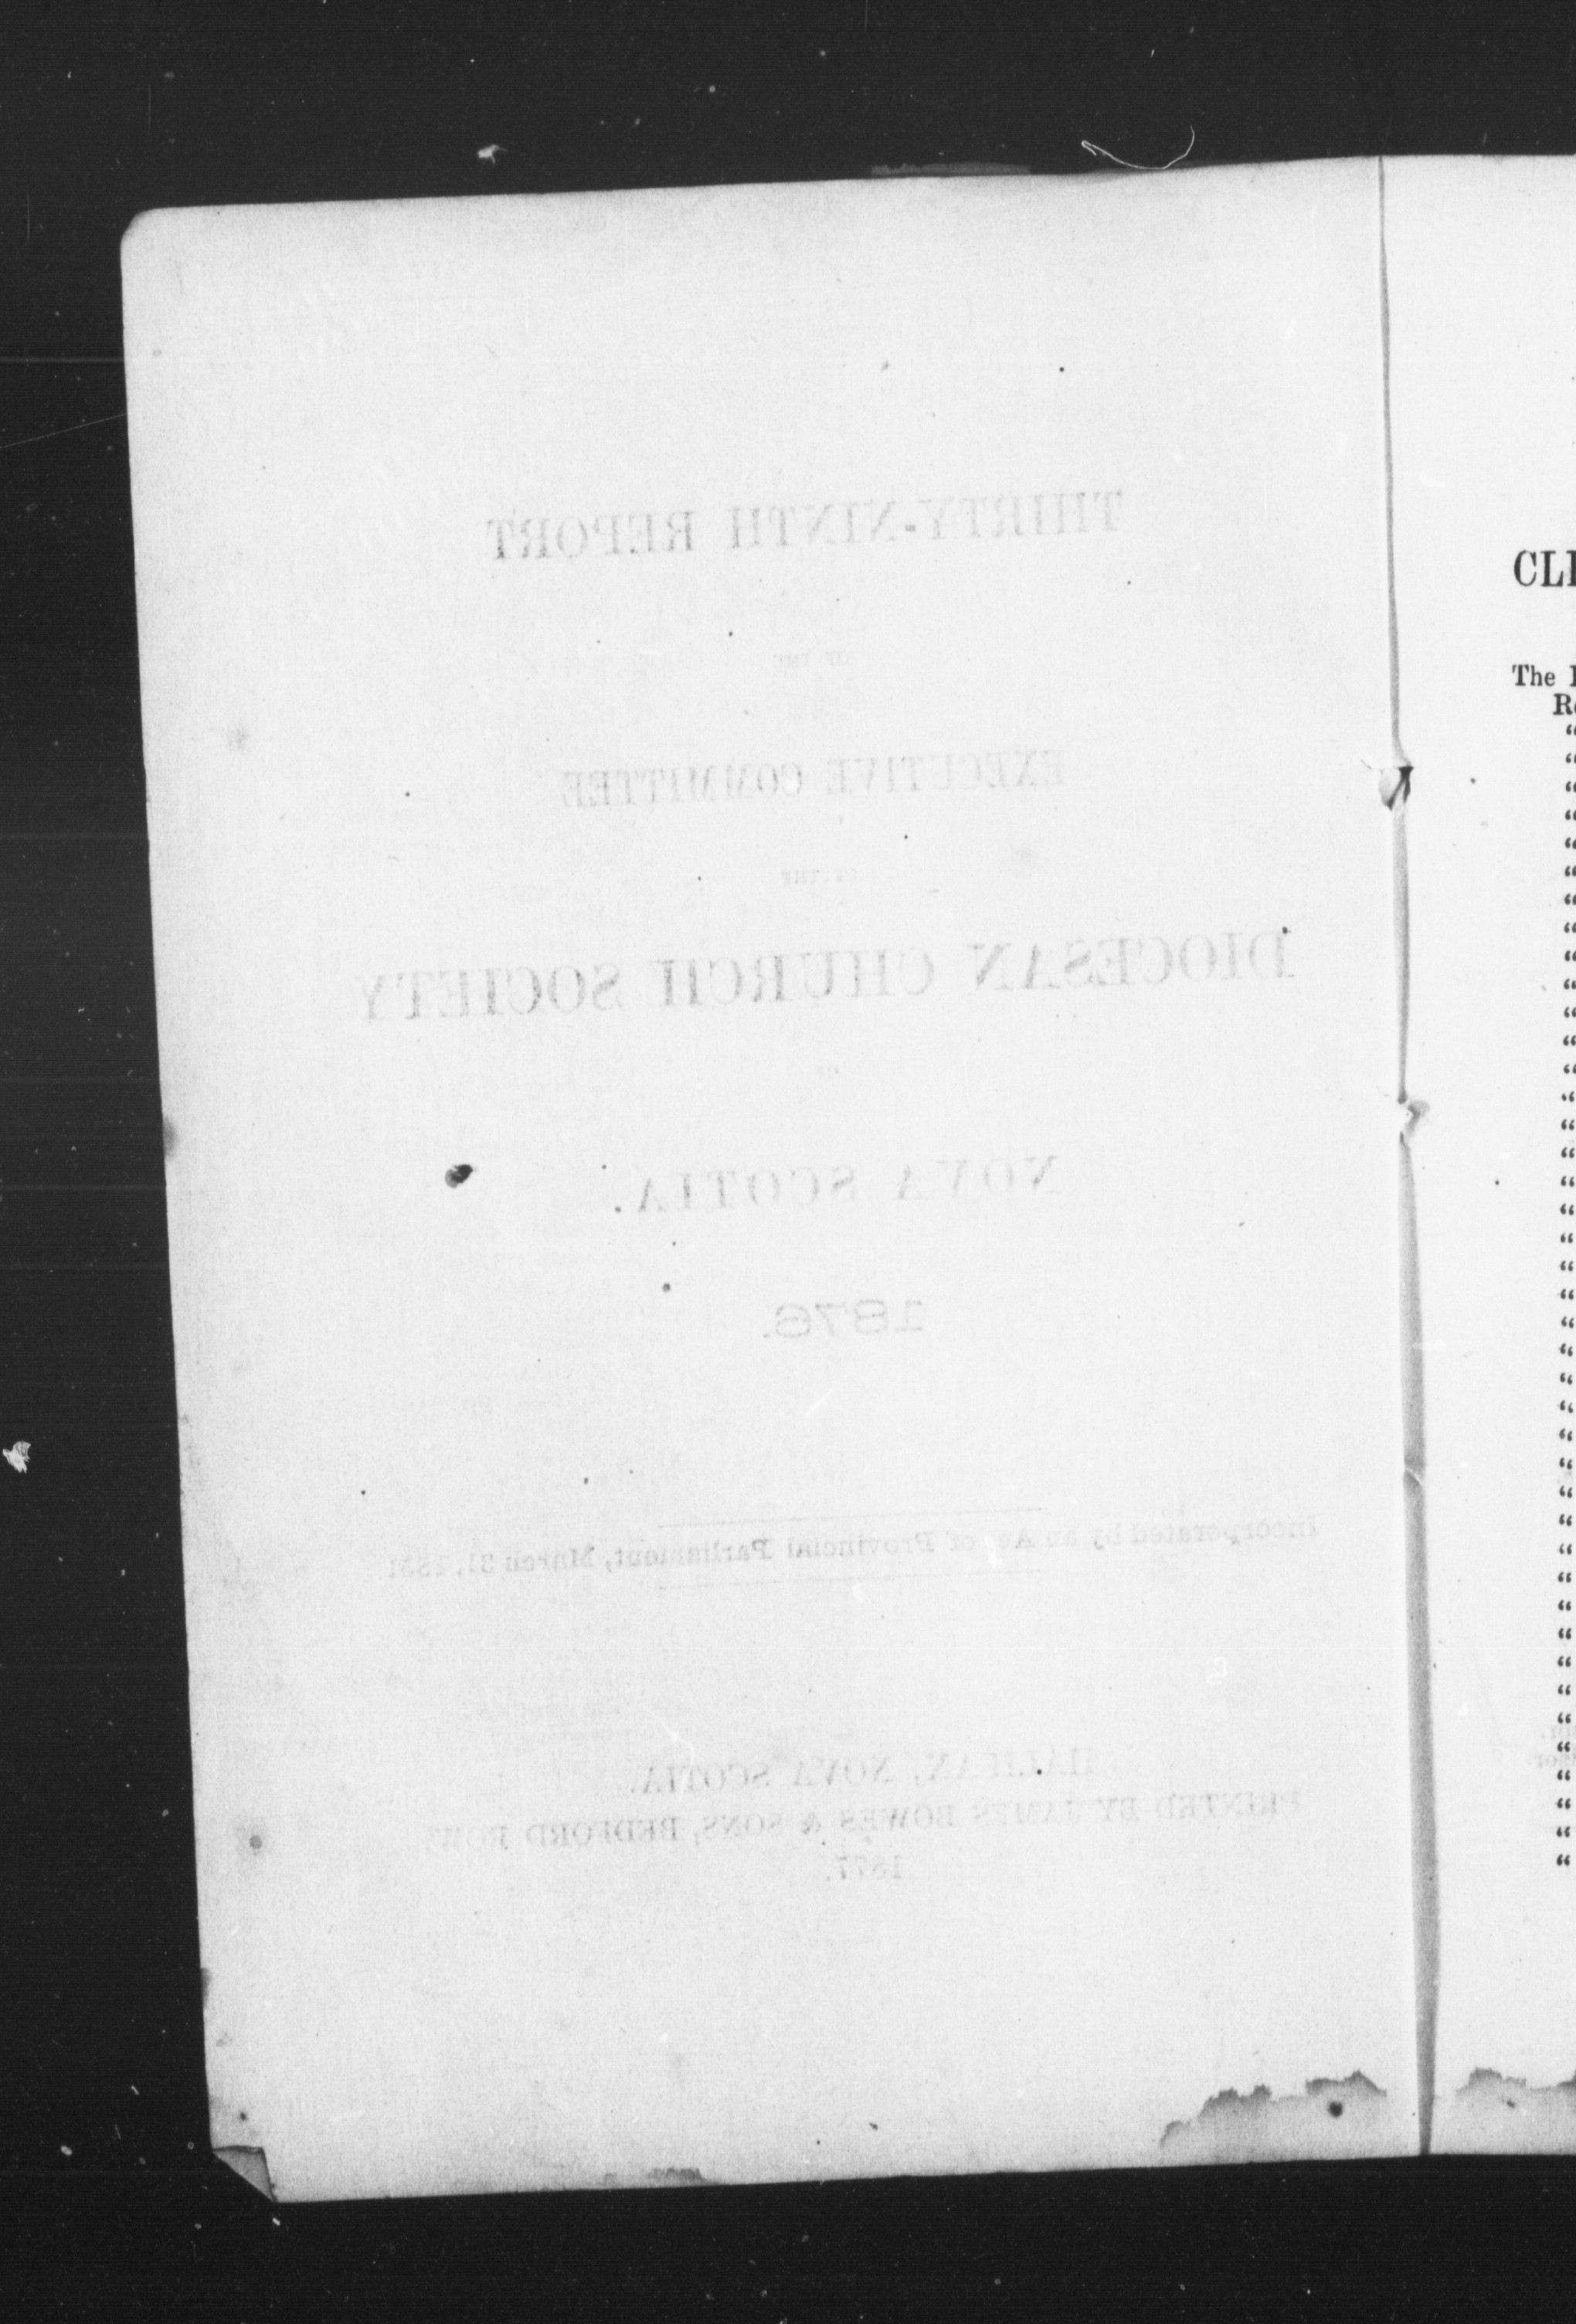 THIRTY-NINTH REPORT
OF THE
EXECUTIVE COMMITTEE
OF THE
DIOCESAN CHURCH SOCIETY
OF
NOVA SCOTIA.
1876.
Incorporated by an Act of Provincial Parliament, March 31, 1851
HALIFAX, NOVA SCOTIA.
PRINTED BY JAMES BOWES & SONS, BEDFORD ROW.
1877.
The